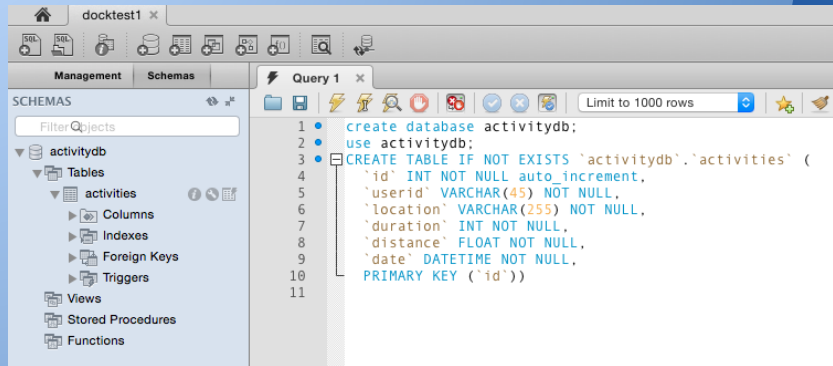 docktest1 ×
SQL SQL
Management Schemas
Query 1 ×
SCHEMAS
Limit to 1000 rows
Filter Objects
activitydb
Tables
activities
Columns
Indexes
Foreign Keys
Triggers
Views
Stored Procedures
Functions
1 create database activitydb;
2 use activitydb;
3 CREATE TABLE IF NOT EXISTS `activitydb`.`activities` (
4 `id` INT NOT NULL auto_increment,
5 `userid` VARCHAR(45) NOT NULL,
6 `location` VARCHAR(255) NOT NULL,
7 `duration` INT NOT NULL,
8 `distance` FLOAT NOT NULL,
9 `date` DATETIME NOT NULL,
10 PRIMARY KEY (`id`))
11